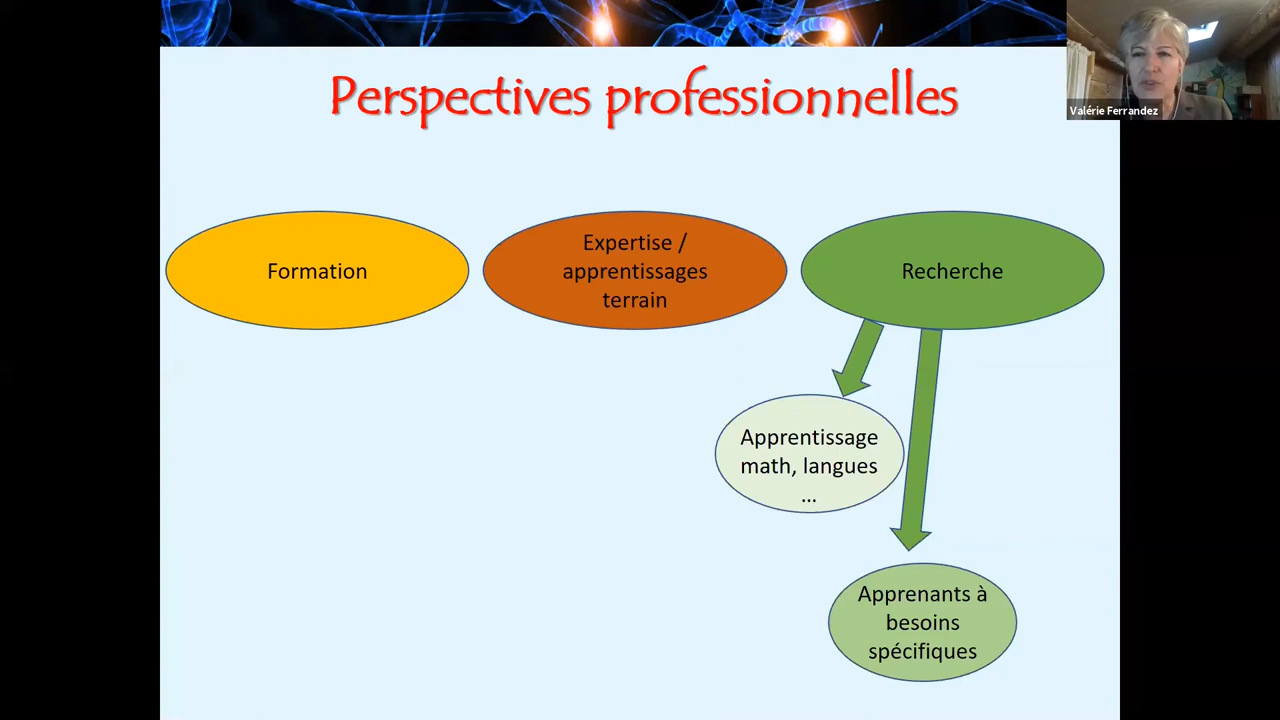 Perspectives professionnelles
Valérie Ferrandez
Formation
Expertise /
apprentissages
terrain
Recherche
Apprentissage
math, langues
...
Apprenants à
besoins
spécifiques